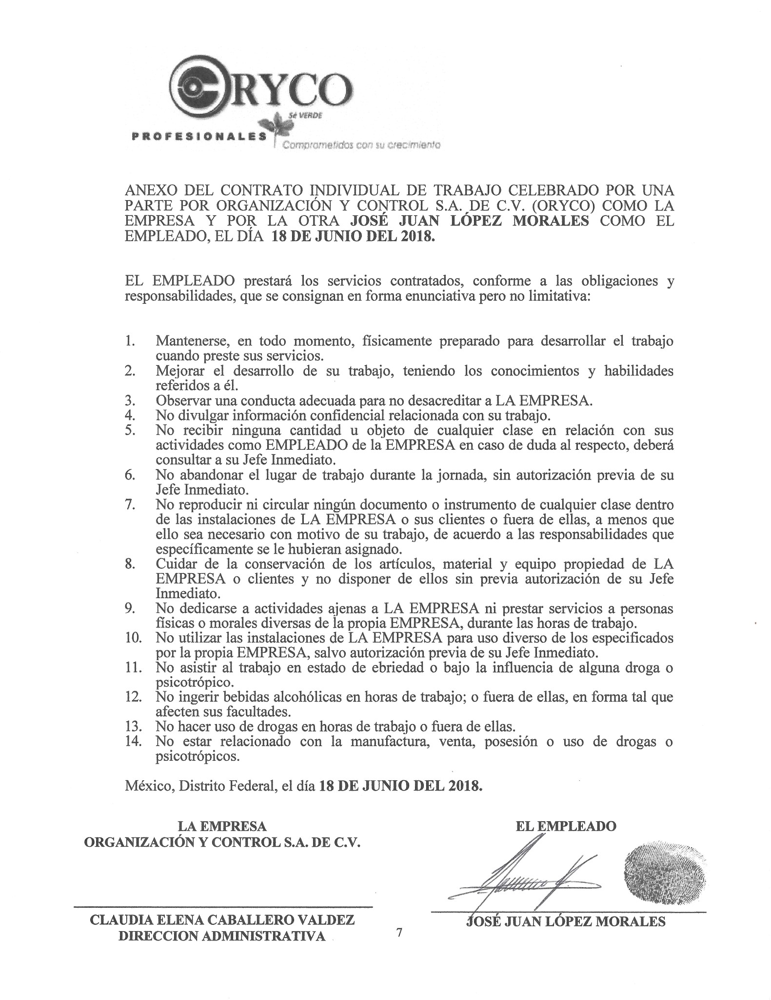 ORYCO
Sé VERDE
PROFESIONALES
Comprometidos con su crecimiento
ANEXO DEL CONTRATO INDIVIDUAL DE TRABAJO CELEBRADO POR UNA
PARTE POR ORGANIZACIÓN Y CONTROL S.A. DE C.V. (ORYCO) COMO LA
EMPRESA Y POR LA OTRA JOSÉ JUAN LÓPEZ MORALES COMO EL
EMPLEADO, EL DÍA 18 DE JUNIO DEL 2018.
EL EMPLEADO prestará los servicios contratados, conforme a las obligaciones y
responsabilidades, que se consignan en forma enunciativa pero no limitativa:
1. Mantenerse, en todo momento, físicamente preparado para desarrollar el trabajo
cuando preste sus servicios.
2. Mejorar el desarrollo de su trabajo, teniendo los conocimientos y habilidades
referidos a él.
3. Observar una conducta adecuada para no desacreditar a LA EMPRESA.
4. No divulgar información confidencial relacionada con su trabajo.
5. No recibir ninguna cantidad u objeto de cualquier clase en relación con sus
actividades como EMPLEADO de la EMPRESA en caso de duda al respecto, deberá
consultar a su Jefe Inmediato.
6. No abandonar el lugar de trabajo durante la jornada, sin autorización previa de su
Jefe Inmediato.
7. No reproducir ni circular ningún documento o instrumento de cualquier clase dentro
de las instalaciones de LA EMPRESA o sus clientes o fuera de ellas, a menos que
ello sea necesario con motivo de su trabajo, de acuerdo a las responsabilidades que
específicamente se le hubieran asignado.
8. Cuidar de la conservación de los artículos, material y equipo propiedad de LA
EMPRESA o clientes y no disponer de ellos sin previa autorización de su Jefe
Inmediato.
9. No dedicarse a actividades ajenas a LA EMPRESA ni prestar servicios a personas
físicas o morales diversas de la propia EMPRESA, durante las horas de trabajo.
10. No utilizar las instalaciones de LA EMPRESA para uso diverso de los especificados
por la propia EMPRESA, salvo autorización previa de su Jefe Inmediato.
11. No asistir al trabajo en estado de ebriedad o bajo la influencia de alguna droga o
psicotrópico.
12. No ingerir bebidas alcohólicas en horas de trabajo; o fuera de ellas, en forma tal que
afecten sus facultades.
13. No hacer uso de drogas en horas de trabajo o fuera de ellas.
14. No estar relacionado con la manufactura, venta, posesión o uso de drogas o
psicotrópicos.
México, Distrito Federal, el día 18 DE JUNIO DEL 2018.
LA EMPRESA
ORGANIZACIÓN Y CONTROL S.A. DE C.V.
EL EMPLEADO
CLAUDIA ELENA CABALLERO VALDEZ
DIRECCION ADMINISTRATIVA
JOSÉ JUAN LÓPEZ MORALES
7